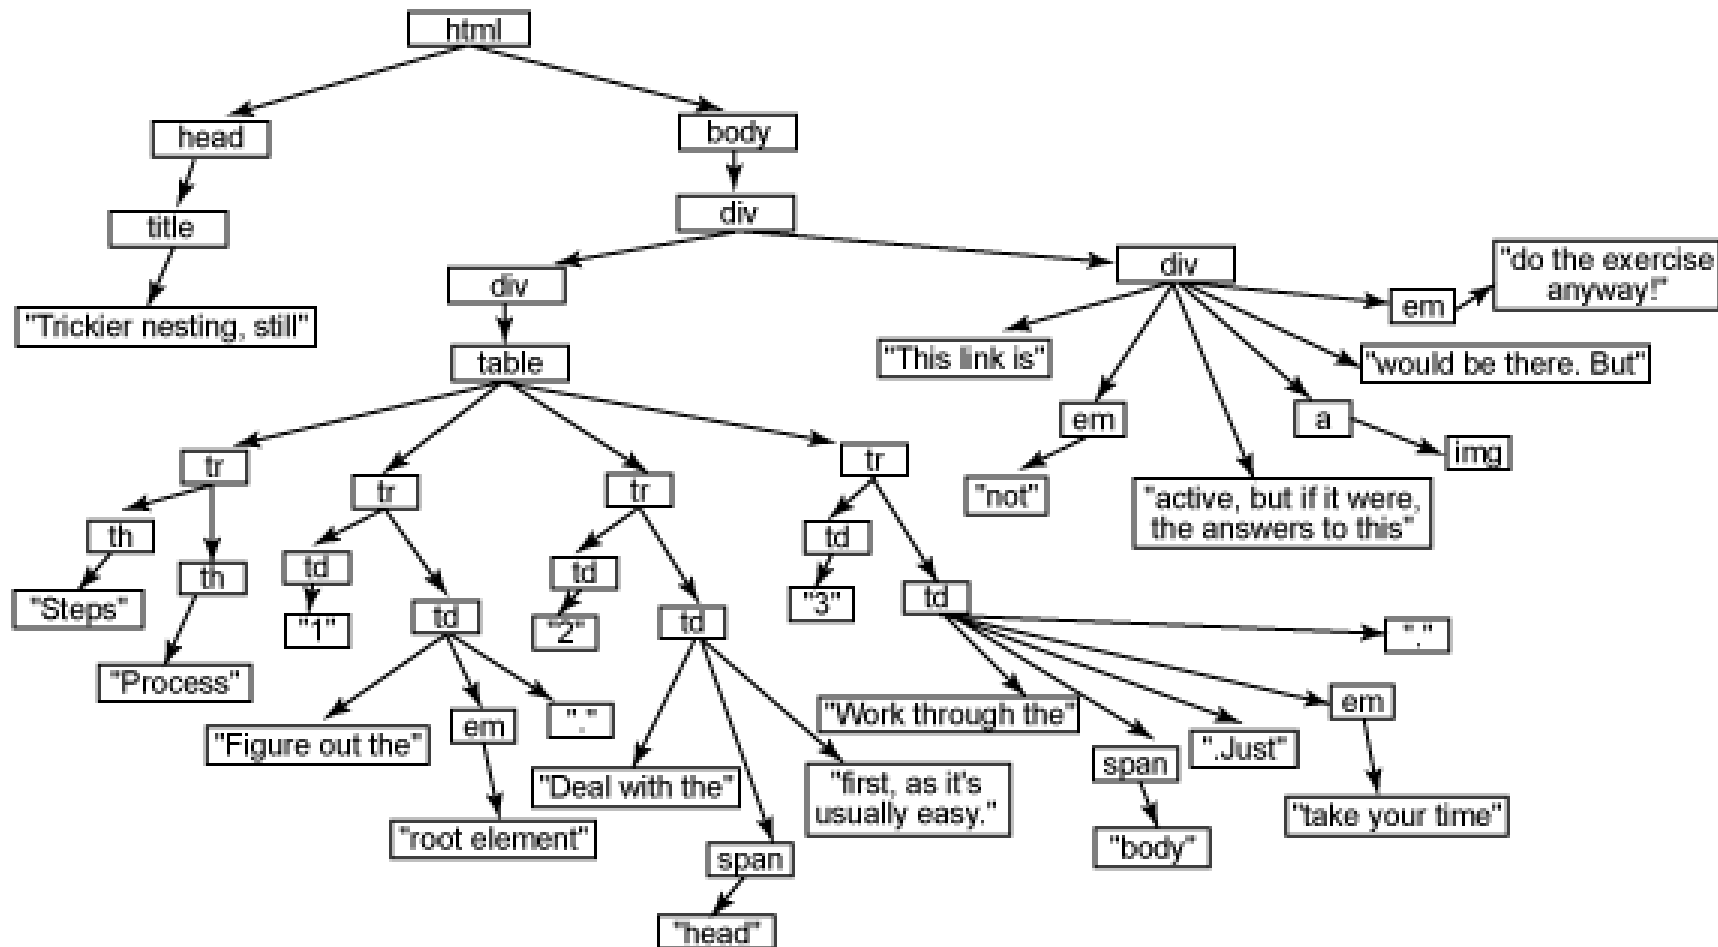 html
head
body
title
div
"Trickier nesting, still"
div
div
"do the exercise
anyway!"
em
table
"This link is"
"would be there. But"
em
a
img
"not"
"active, but if it were,
the answers to this"
tr
tr
tr
tr
th
th
"Steps"
"Process"
td
"1"
td
"Figure out the"
em
"."
"root element"
td
"2"
td
"Deal with the"
span
"head"
"first, as it's
usually easy."
td
"3"
td
"Work through the"
span
"body"
".Just"
em
"take your time"
"."